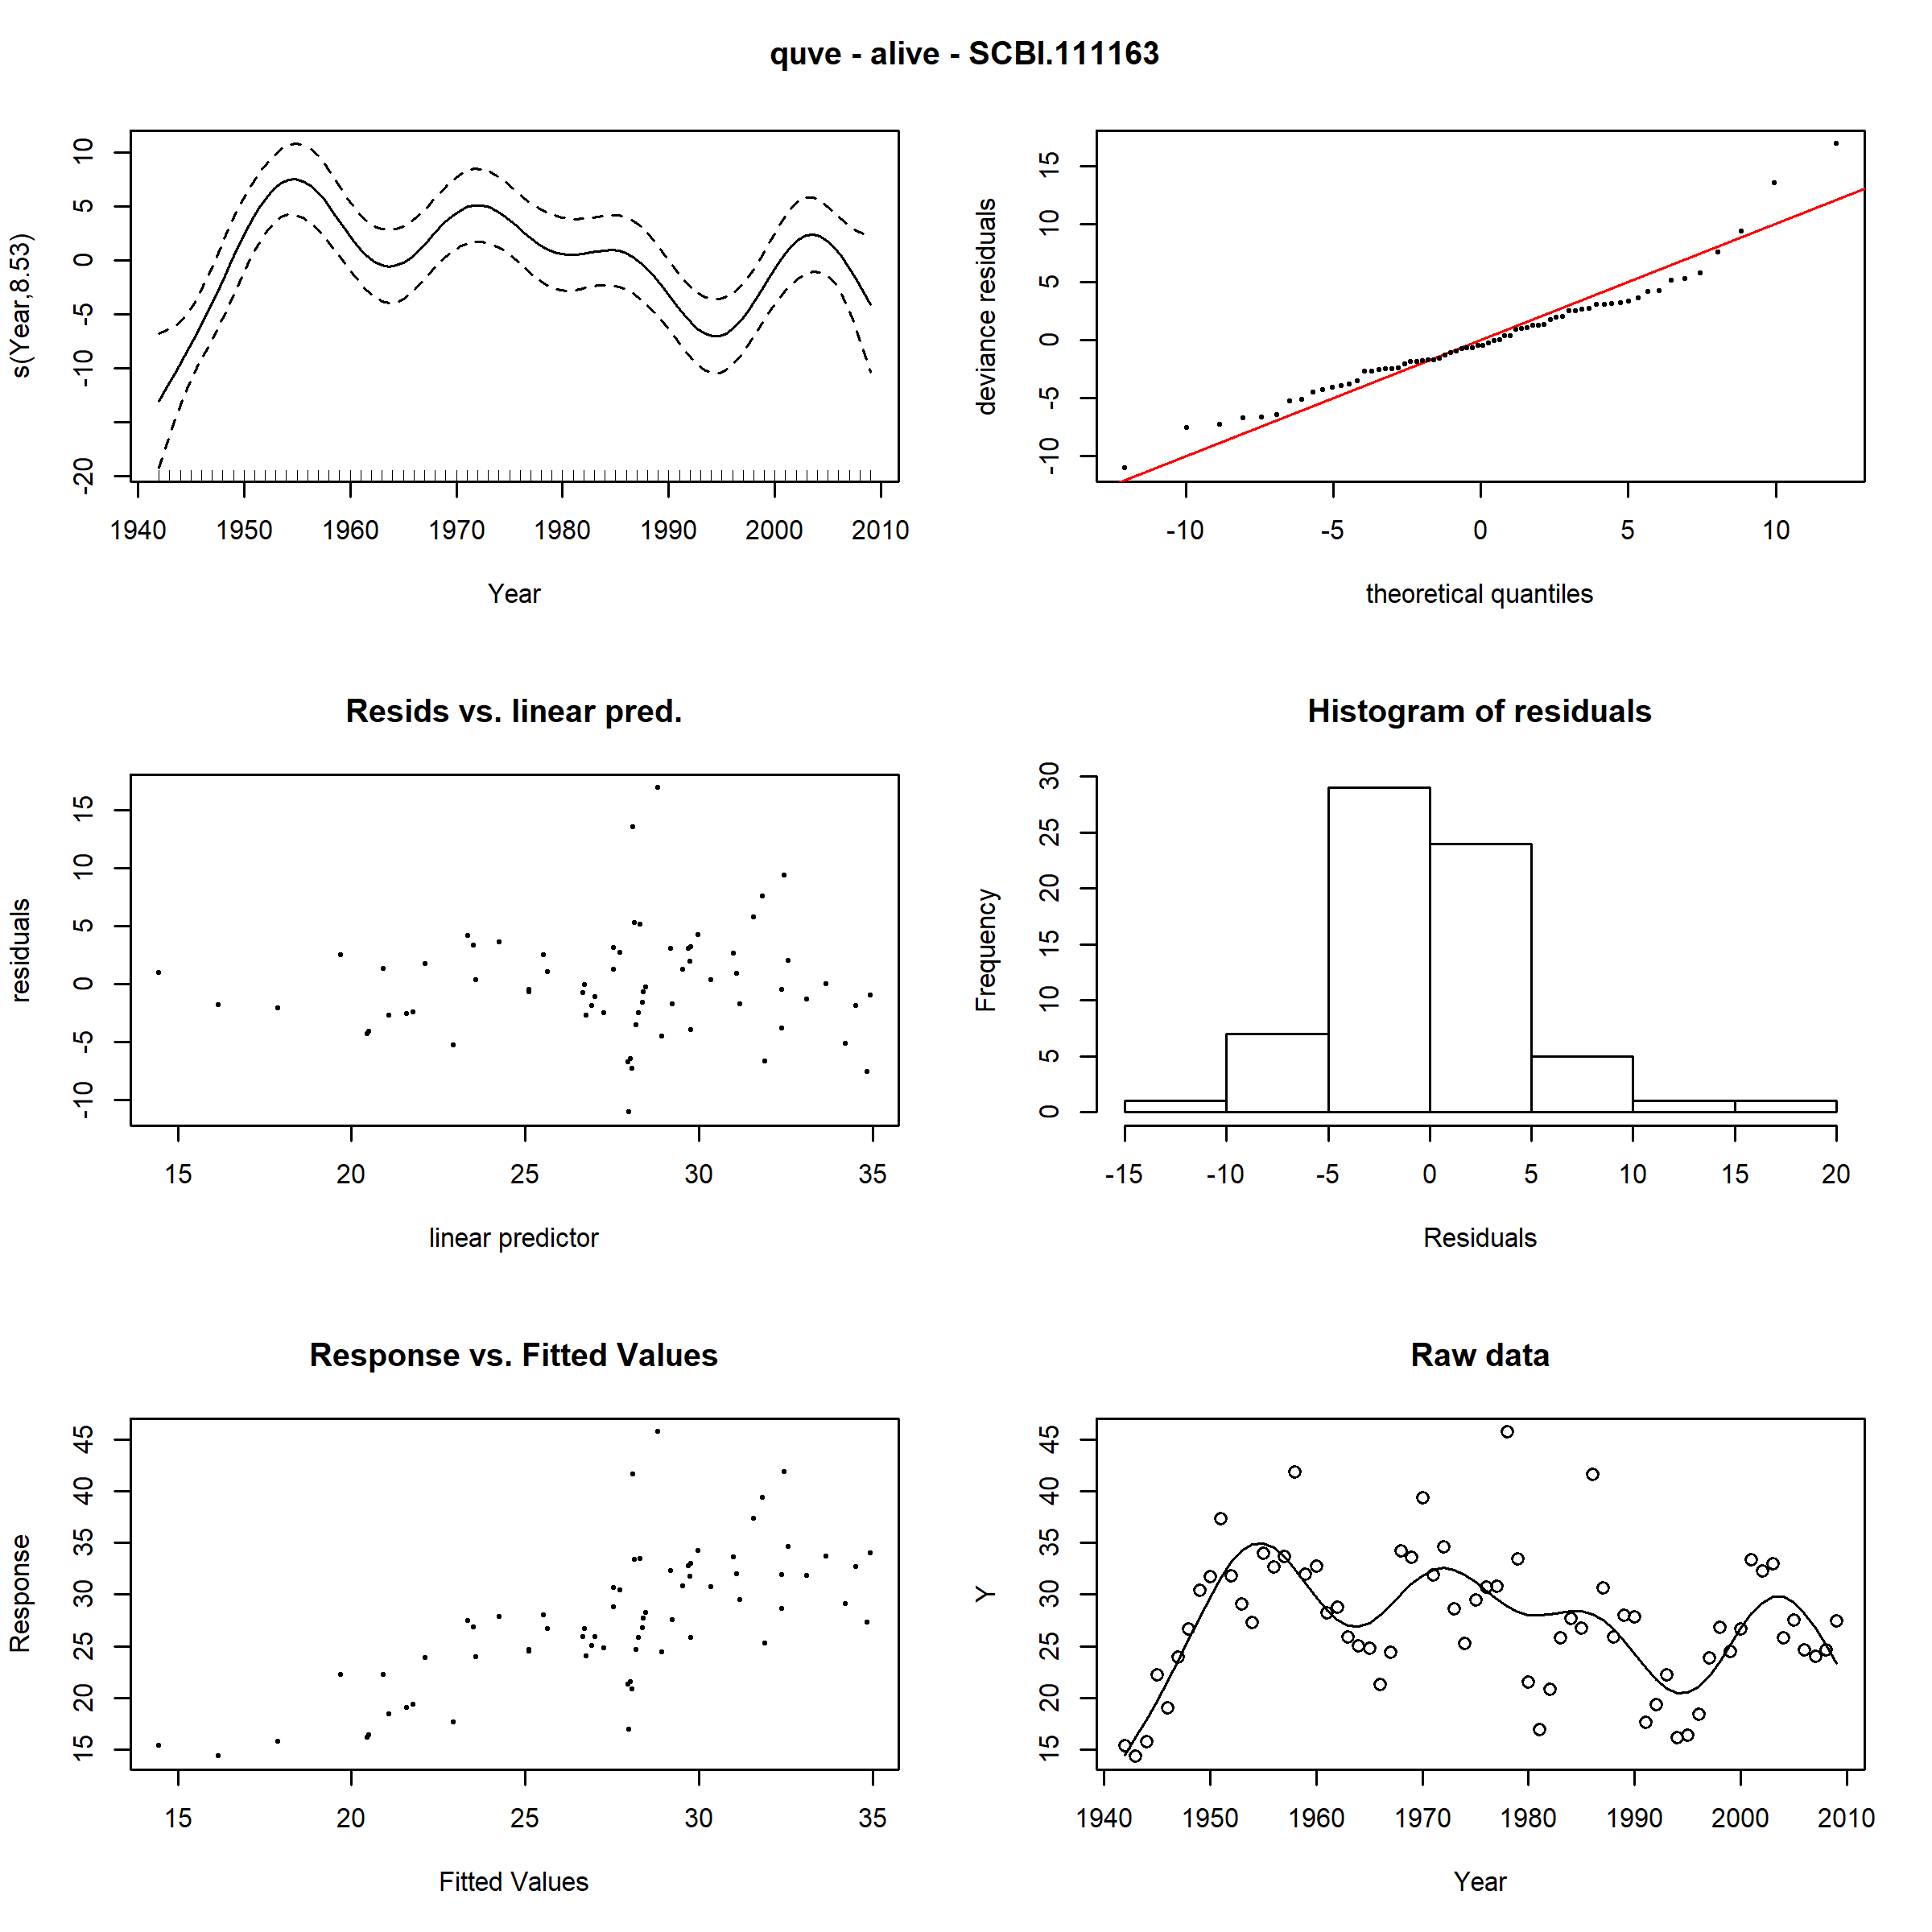 quve - alive - SCBI.111163
s(Year,8.53)
10
5
0
-5
-10
-20
1940 1950 1960 1970 1980 1990 2000 2010
Year
deviance residuals
15
10
5
0
-5
-10
-10 -5 0 5 10
theoretical quantiles
Resids vs. linear pred.
residuals
15
10
5
0
-5
-10
15 20 25 30 35
linear predictor
Histogram of residuals
Frequency
30
25
20
15
10
5
0
-15 -10 -5 0 5 10 15 20
Residuals
Response vs. Fitted Values
Response
45
40
35
30
25
20
15
15 20 25 30 35
Fitted Values
Raw data
Y
45
40
35
30
25
20
15
1940 1950 1960 1970 1980 1990 2000 2010
Year